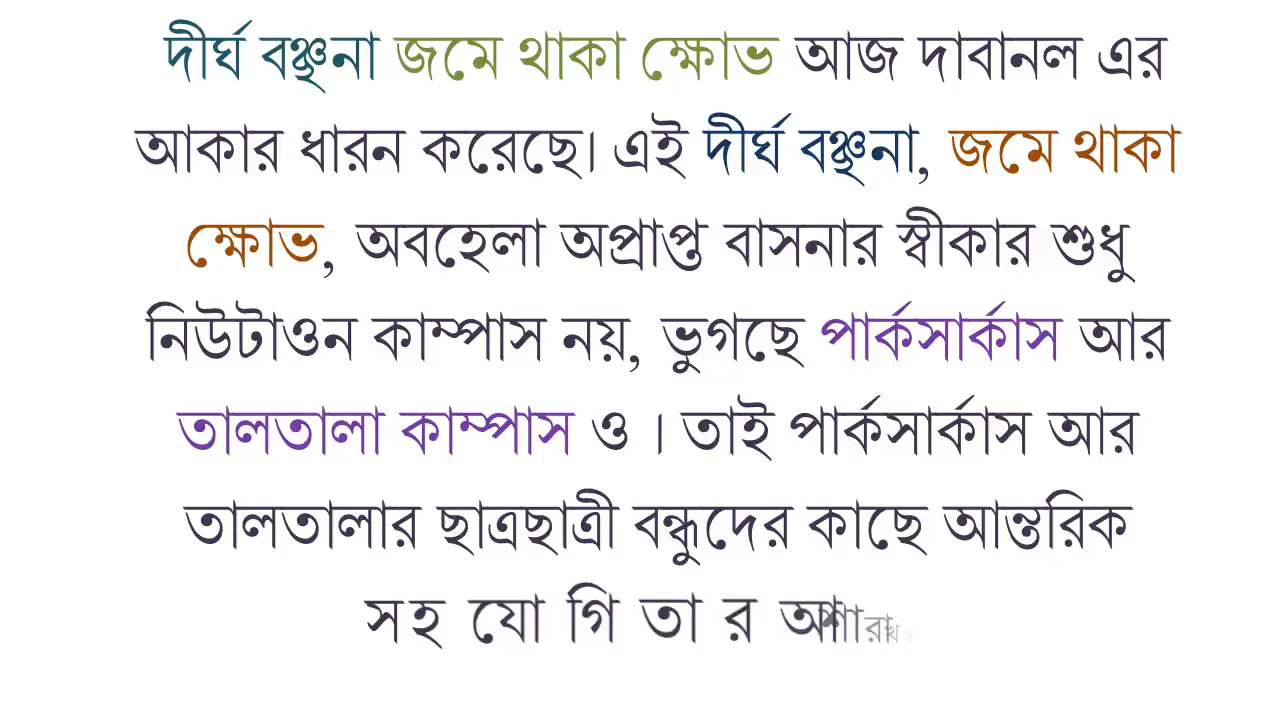 দীর্ঘ বঞ্চনা জমে থাকা ক্ষোভ আজ দাবানল এর
আকার ধারন করেছে। এই দীর্ঘ বঞ্চনা, জমে থাকা
ক্ষোভ, অবহেলা অপ্রাপ্ত বাসনার স্বীকার শুধু
নিউটাওন কাম্পাস নয়, ভুগছে পার্কসার্কাস আর
তালতালা কাম্পাস ও । তাই পার্কসার্কাস আর
তালতালার ছাত্রছাত্রী বন্ধুদের কাছে আন্তরিক
সহ যো গি তা র